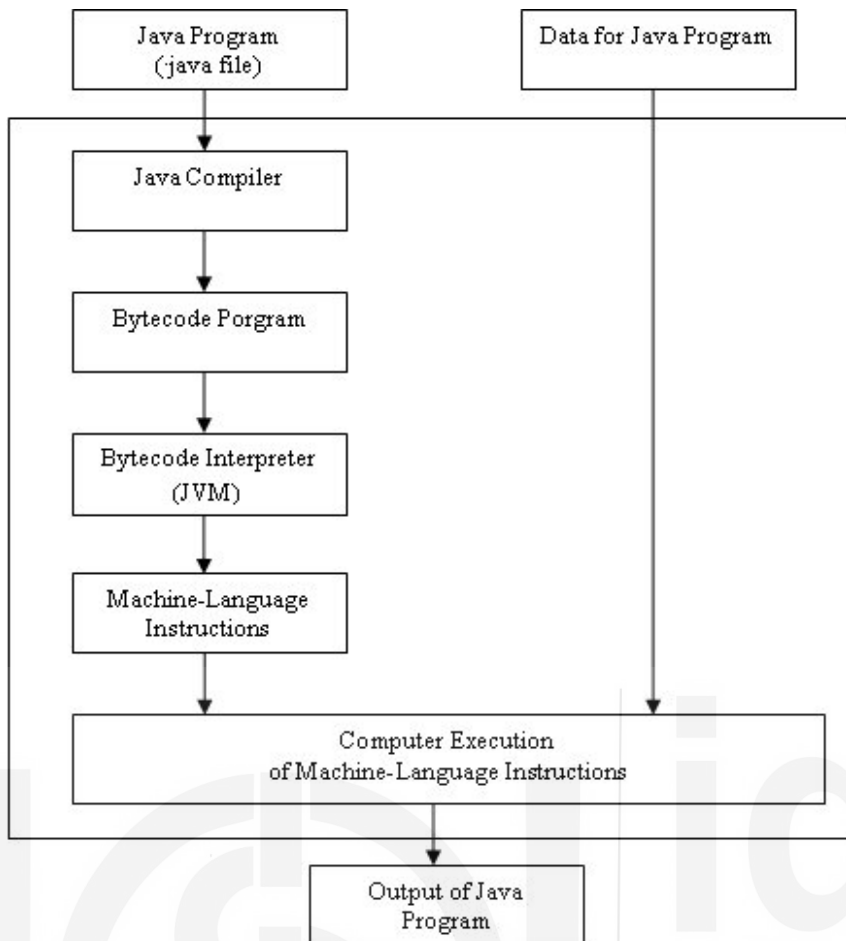 Java Program
(·java file)
Data for Java Program
Java Compiler
Bytecode Porgram
Bytecode Interpreter
(JVM)
Machine-Language
Instructions
Computer Execution
of Machine-Language Instructions
Output of Java
Program